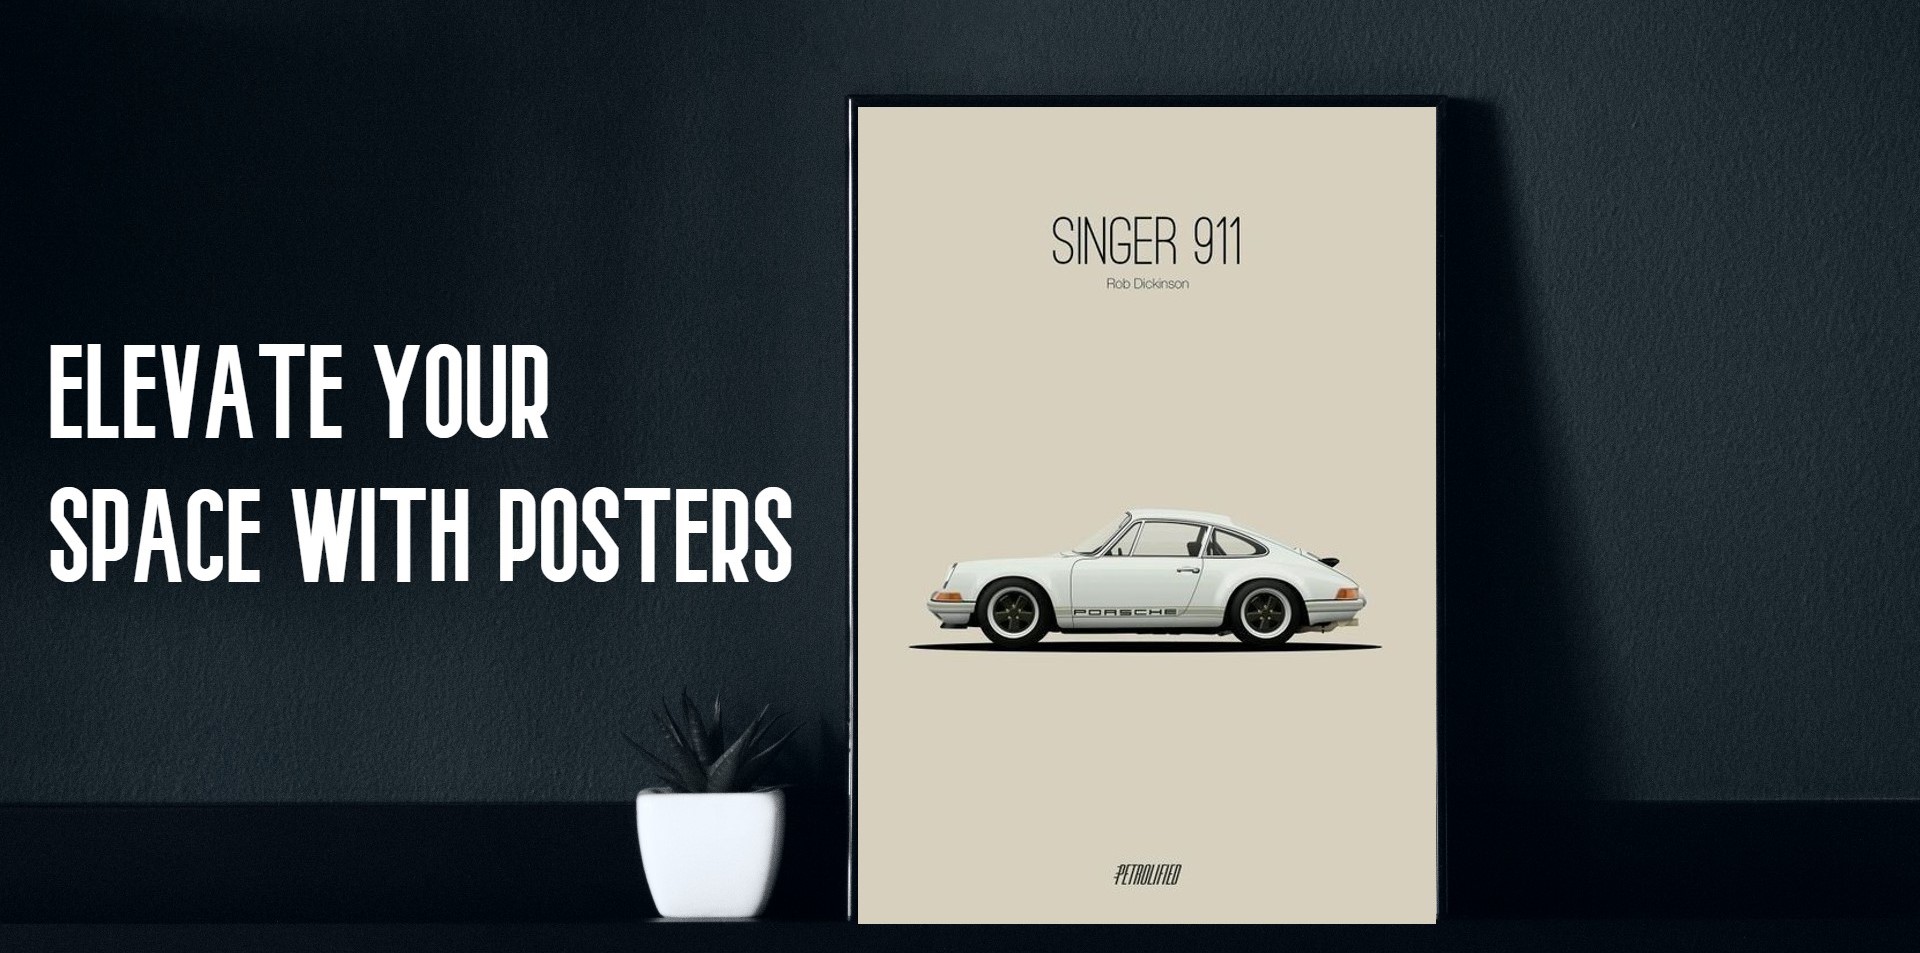 ELEVATE YOUR
SPACE WITH POSTERS
SINGER 911
Rob Dickinson
PORSCHE
PETROLIFIED